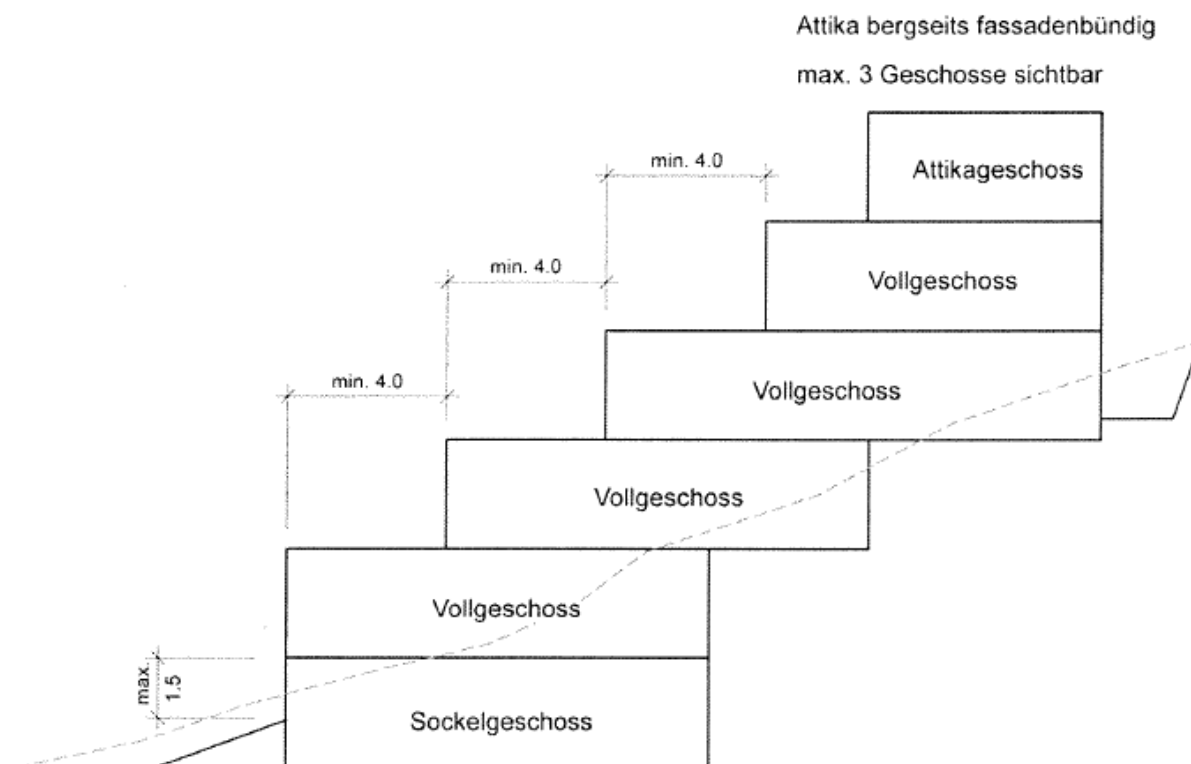 Attika bergseits fassadenbündig
max. 3 Geschosse sichtbar
Attikageschoss
min. 4.0
Vollgeschoss
min. 4.0
Vollgeschoss
min. 4.0
Vollgeschoss
Vollgeschoss
max.
1.5
Sockelgeschoss